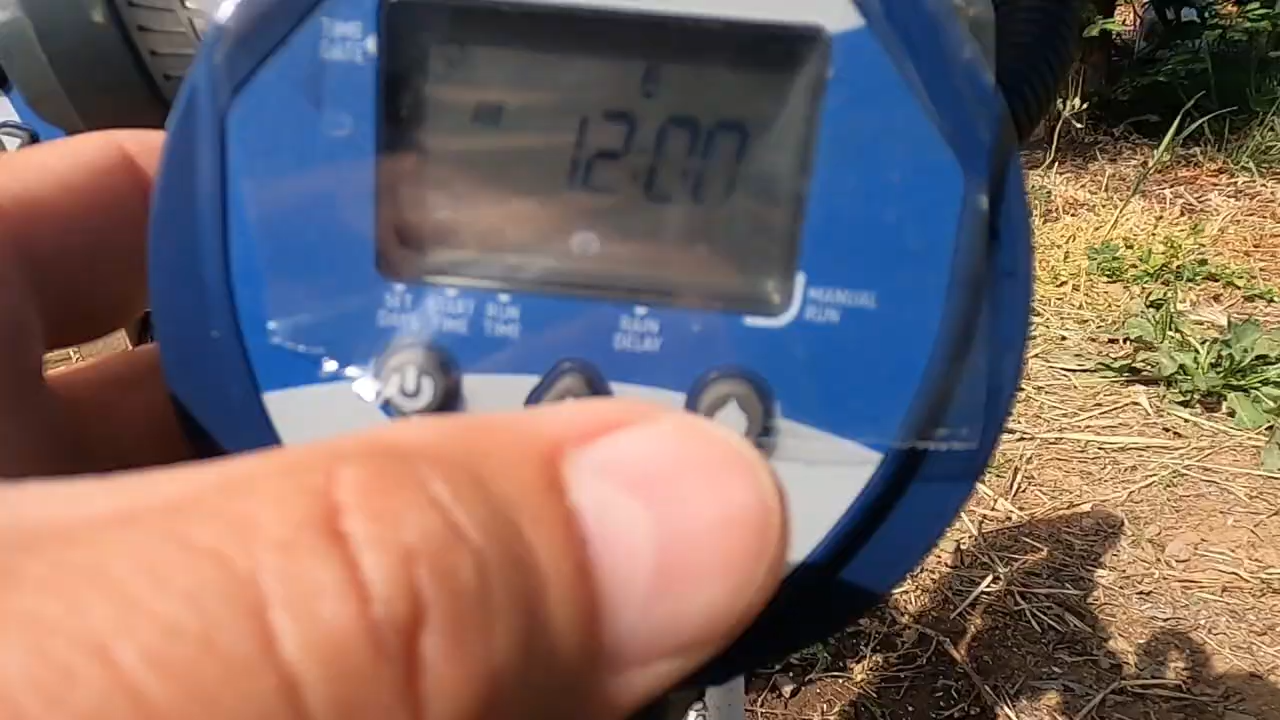 TIME
DATE
12:00
SET
DAYS
START
TIME
RUN
TIME
RAIN
DELAY
MANUAL
RUN